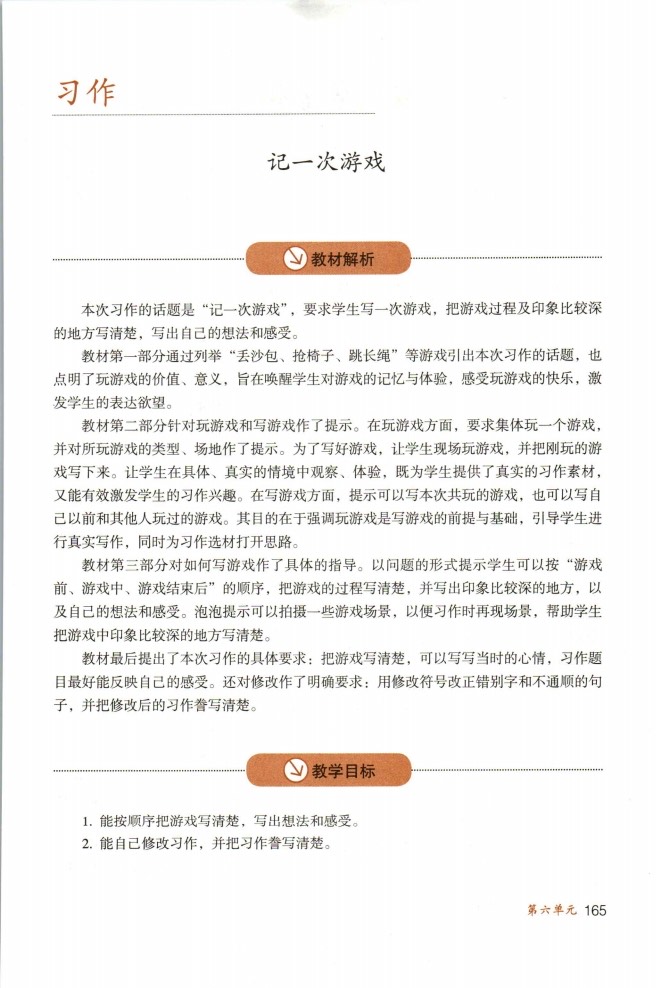 习作
记一次游戏
教材解析
本次习作的话题是“记一次游戏”，要求学生写一次游戏，把游戏过程及印象比较深
的地方写清楚，写出自己的想法和感受。
教材第一部分通过列举“丢沙包、抢椅子、跳长绳”等游戏引出本次习作的话题，也
点明了玩游戏的价值、意义，旨在唤醒学生对游戏的记忆与体验，感受玩游戏的快乐，激
发学生的表达欲望。
教材第二部分针对玩游戏和写游戏作了提示。在玩游戏方面，要求集体玩一个游戏，
并对所玩游戏的类型、场地作了提示。为了写好游戏，让学生现场玩游戏，并把刚玩的游
戏写下来。让学生在具体、真实的情境中观察、体验，既为学生提供了真实的习作素材，
又能有效激发学生的习作兴趣。在写游戏方面，提示可以写本次共玩的游戏，也可以写自
己以前和其他人玩过的游戏。其目的在于强调玩游戏是写游戏的前提与基础，引导学生进
行真实写作，同时为习作选材打开思路。
教材第三部分对如何写游戏作了具体的指导。以问题的形式提示学生可以按“游戏
前、游戏中、游戏结束后”的顺序，把游戏的过程写清楚，并写出印象比较深的地方，以
及自己的想法和感受。泡泡提示可以拍摄一些游戏场景，以便习作时再现场景，帮助学生
把游戏中印象比较深的地方写清楚。
教材最后提出了本次习作的具体要求：把游戏写清楚，可以写写当时的心情，习作题
目最好能反映自己的感受。还对修改作了明确要求：用修改符号改正错别字和不通顺的句
子，并把修改后的习作誊写清楚。
教学目标
1. 能按顺序把游戏写清楚，写出想法和感受。
2. 能自己修改习作，并把习作誊写清楚。
第六单元 165